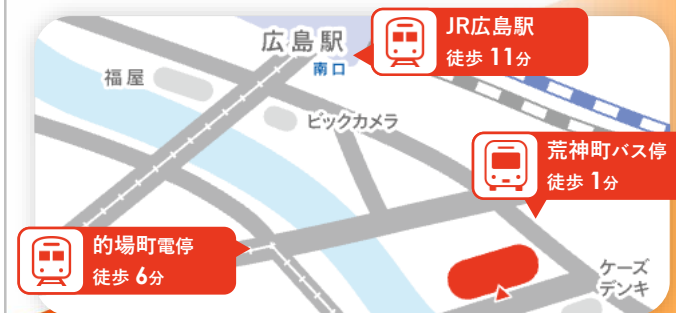 JR広島駅
徒歩 11分
広島駅
南口
福屋
ビックカメラ
荒神町バス停
徒歩 1分
的場町電停
徒歩 6分
ケーズ
デンキ